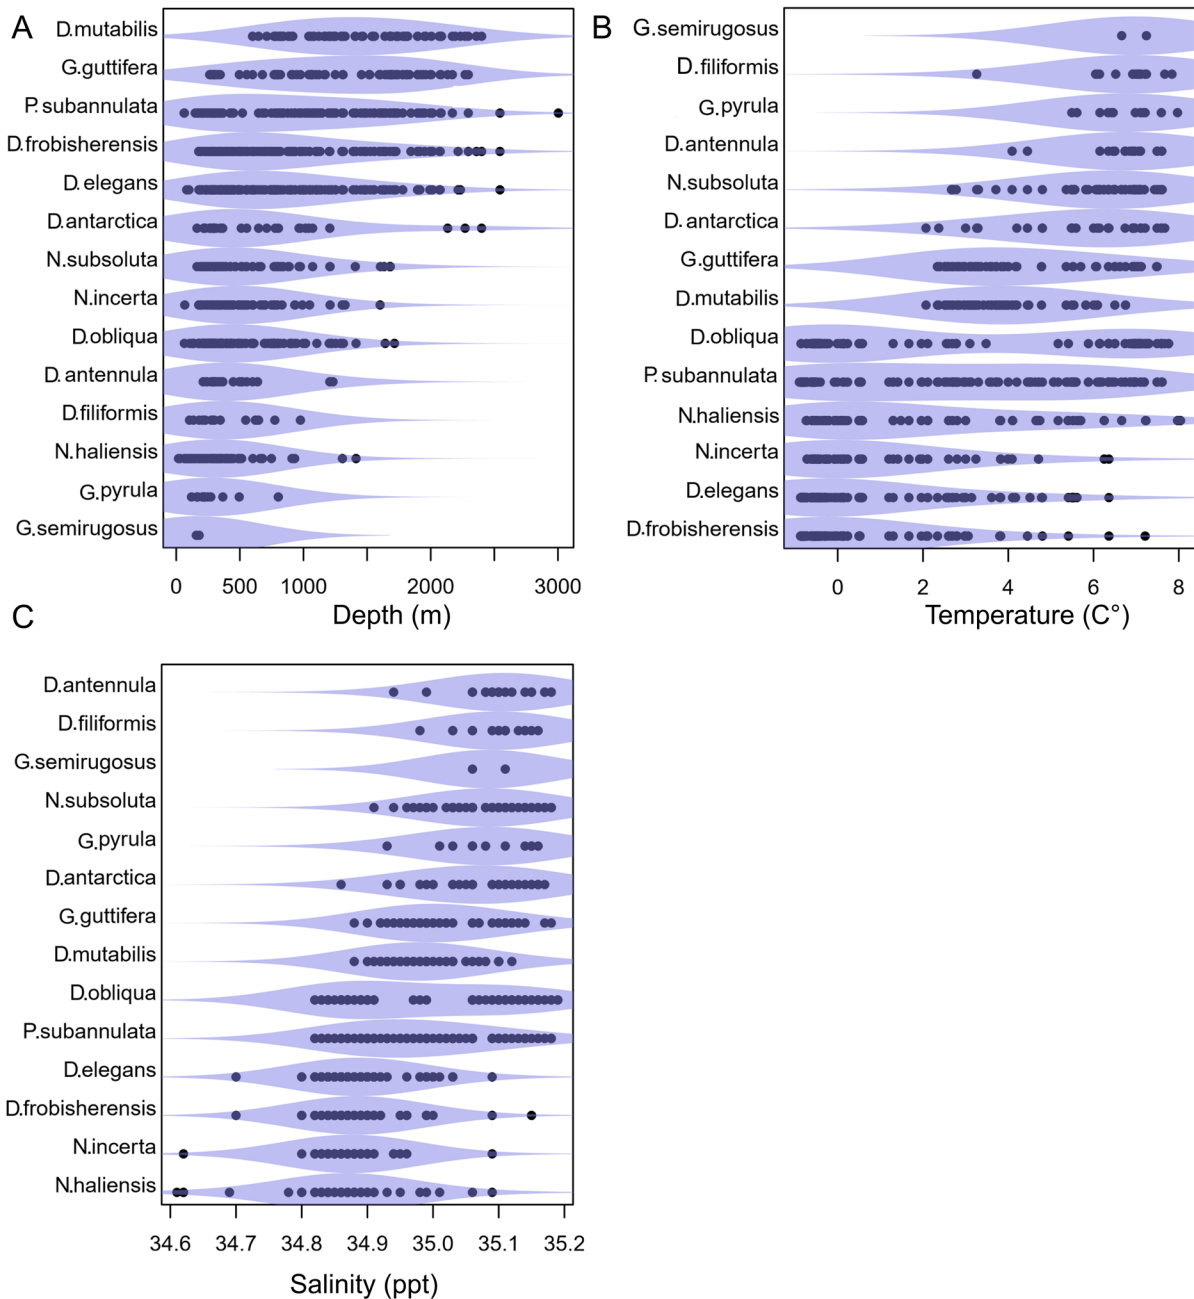 A
D.mutabilis
G.guttifera
P.subannulata
D.frobisherensis
D.elegans
D.antarctica
N.subsoluta
N.incerta
D.obliqua
D.antennula
D.filiformis
N.haliensis
G.pyrula
G.semirugosus
0 500 1000 2000 3000
Depth (m)
B
G.semirugosus
D.filiformis
G.pyrula
D.antennula
N.subsoluta
D.antarctica
G.guttifera
D.mutabilis
D.obliqua
P.subannulata
N.haliensis
N.incerta
D.elegans
D.frobisherensis
0 2 4 6 8
Temperature (C°)
C
D.antennula
D.filiformis
G.semirugosus
N.subsoluta
G.pyrula
D.antarctica
G.guttifera
D.mutabilis
D.obliqua
P.subannulata
D.elegans
D.frobisherensis
N.incerta
N.haliensis
34.6 34.7 34.8 34.9 35.0 35.1 35.2
Salinity (ppt)